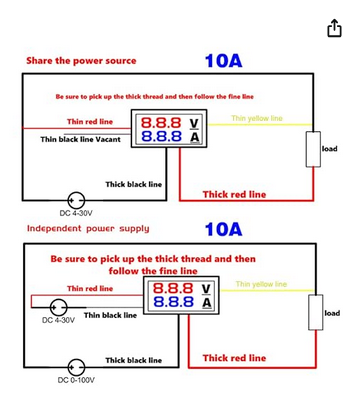 Share the power source
10A
Be sure to pick up the thick thread and then follow the fine line
Thin red line
8.8.8 V
Thin yellow line
8.8.8 A
Thin black line Vacant
load
Thick black line
Thick red line
DC 4-30V
Independent power supply
10A
Be sure to pick up the thick thread and then
follow the fine line
Thin red line
8.8.8 V
Thin yellow line
8.8.8 A
DC 4-30V
Thin black line
load
Thick black line
Thick red line
DC 0-100V